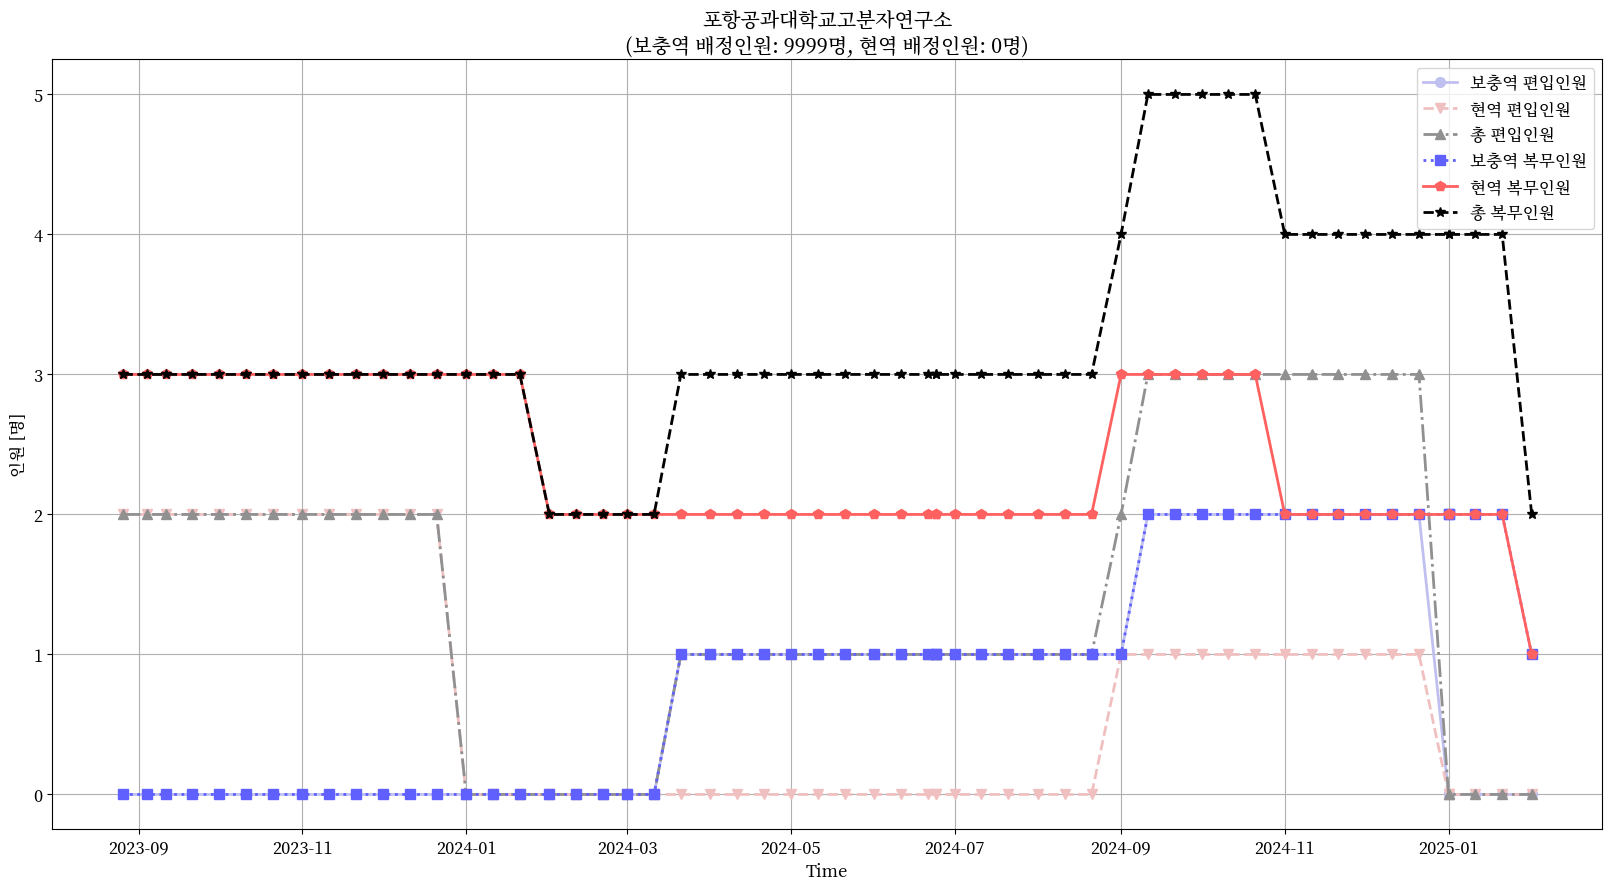 포항공과대학교고분자연구소
(보충역 배정인원: 9999명, 현역 배정인원: 0명)
보충역 편입인원
현역 편입인원
총 편입인원
보충역 복무인원
현역 복무인원
총 복무인원
인원 [명]
5
4
3
2
1
0
2023-09
2023-11
2024-01
2024-03
2024-05
2024-07
2024-09
2024-11
2025-01
Time